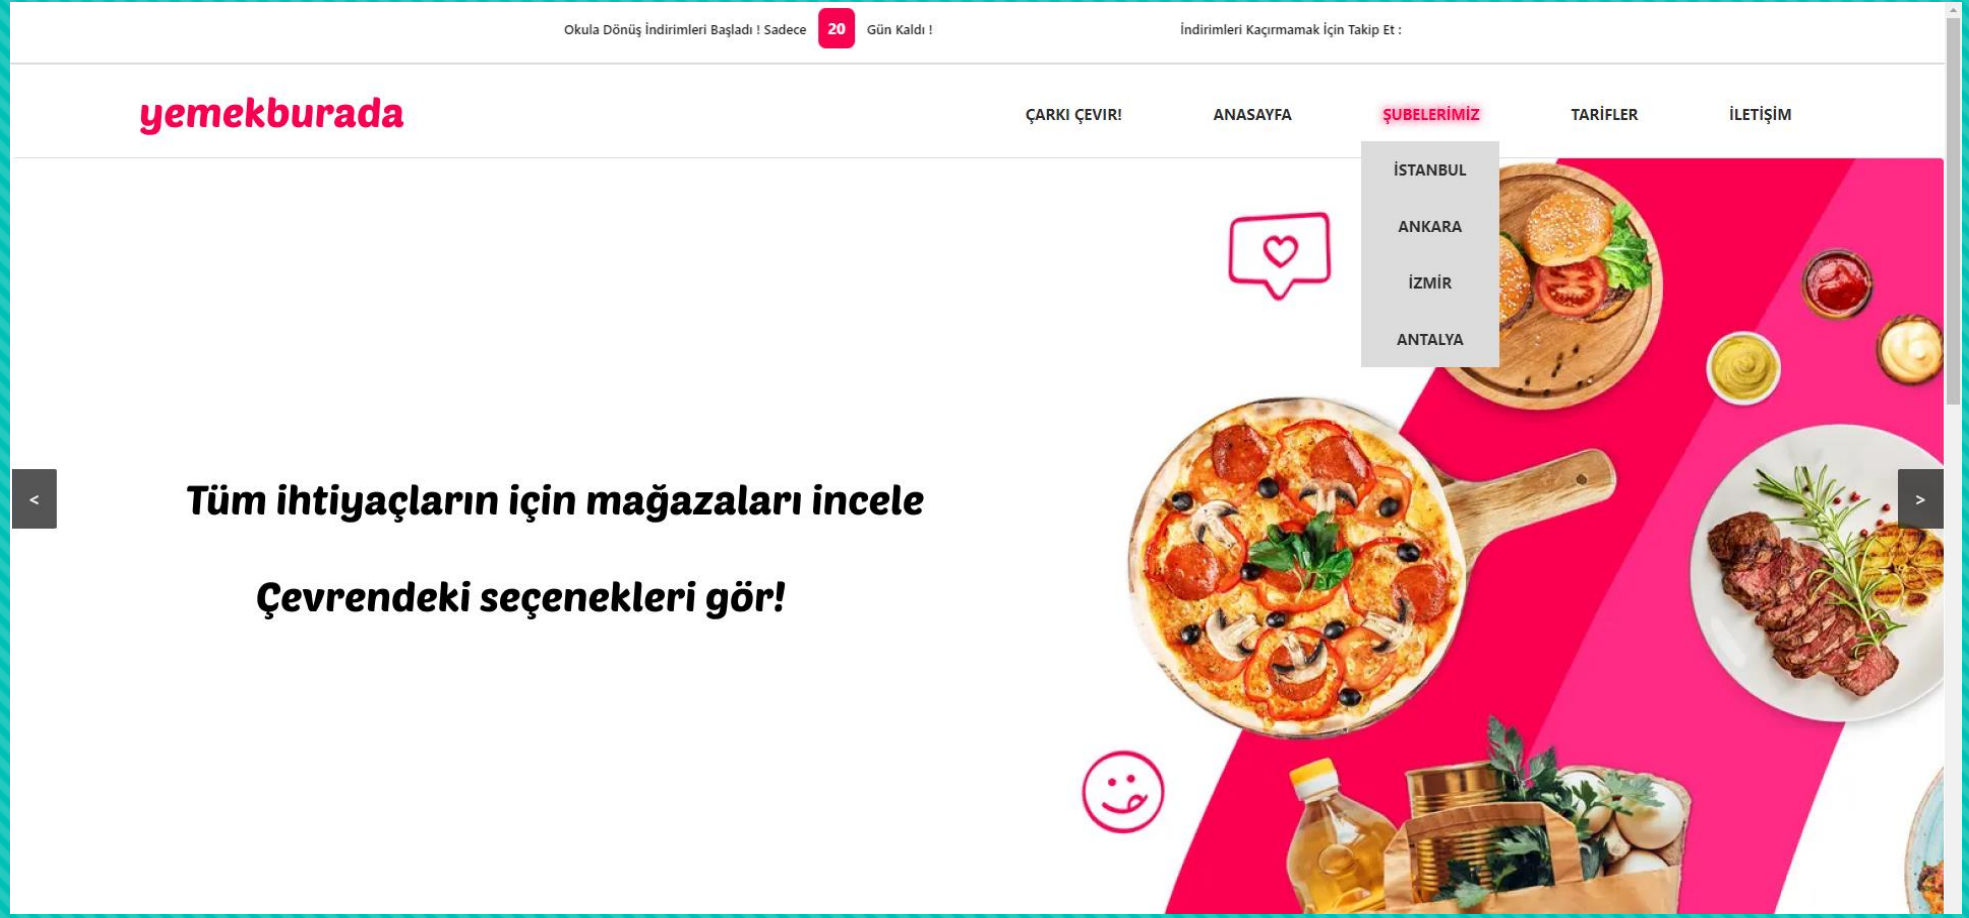 Okula Dönüş İndirimleri Başladı ! Sadece 20 Gün Kaldı !
İndirimleri Kaçırmamak İçin Takip Et :
yemekburada
ÇARKI ÇEVIR!
ANASAYFA
ŞUBELERİMİZ
TARİFLER
İLETİŞİM
İSTANBUL
ANKARA
İZMİR
ANTALYA
<
>
Tüm ihtiyaçların için mağazaları incele
Çevrendeki seçenekleri gör!